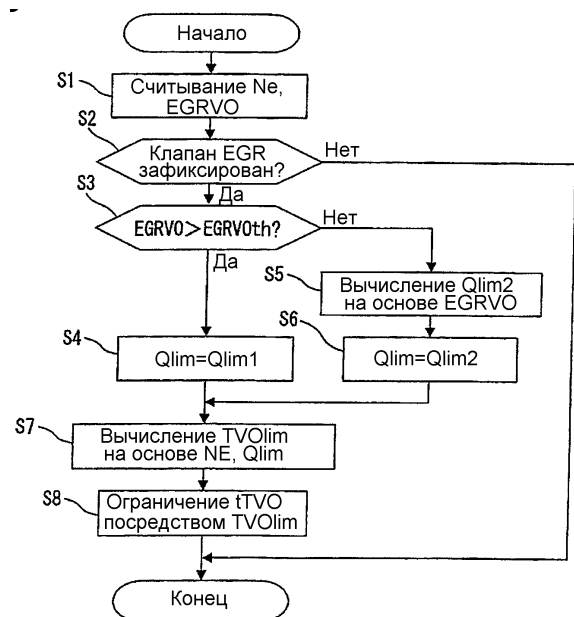 Начало
S1
Считывание Ne,
EGRVO
S2
Клапан EGR
зафиксирован?
Нет
Да
S3
EGRVO>EGRVOth?
Нет
Да
S5
Вычисление Qlim2
на основе EGRVO
S4
Qlim=Qlim1
S6
Qlim=Qlim2
S7
Вычисление TVOlim
на основе NE, Qlim
S8
Ограничение tTVO
посредством TVOlim
Конец